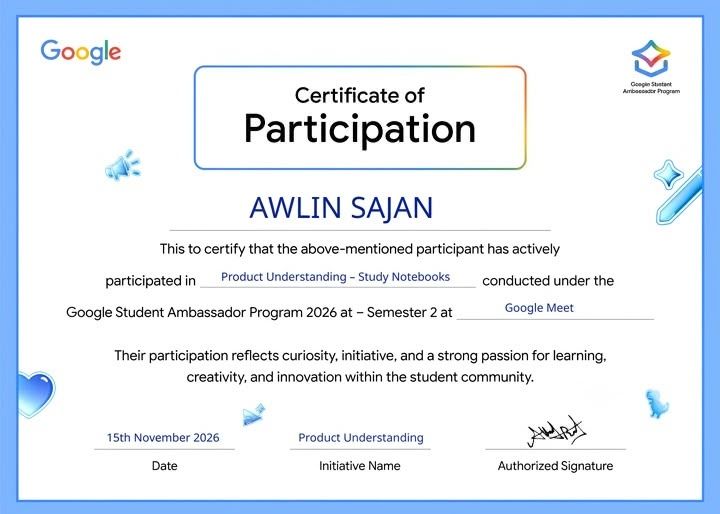 Google
Google Student
Ambassador Program
Certificate of
Participation
AWLIN SAJAN
This to certify that the above-mentioned participant has actively
participated in Product Understanding – Study Notebooks conducted under the
Google Student Ambassador Program 2026 at – Semester 2 at Google Meet
Their participation reflects curiosity, initiative, and a strong passion for learning,
creativity, and innovation within the student community.
15th November 2026 Product Understanding
Date Initiative Name Authorized Signature